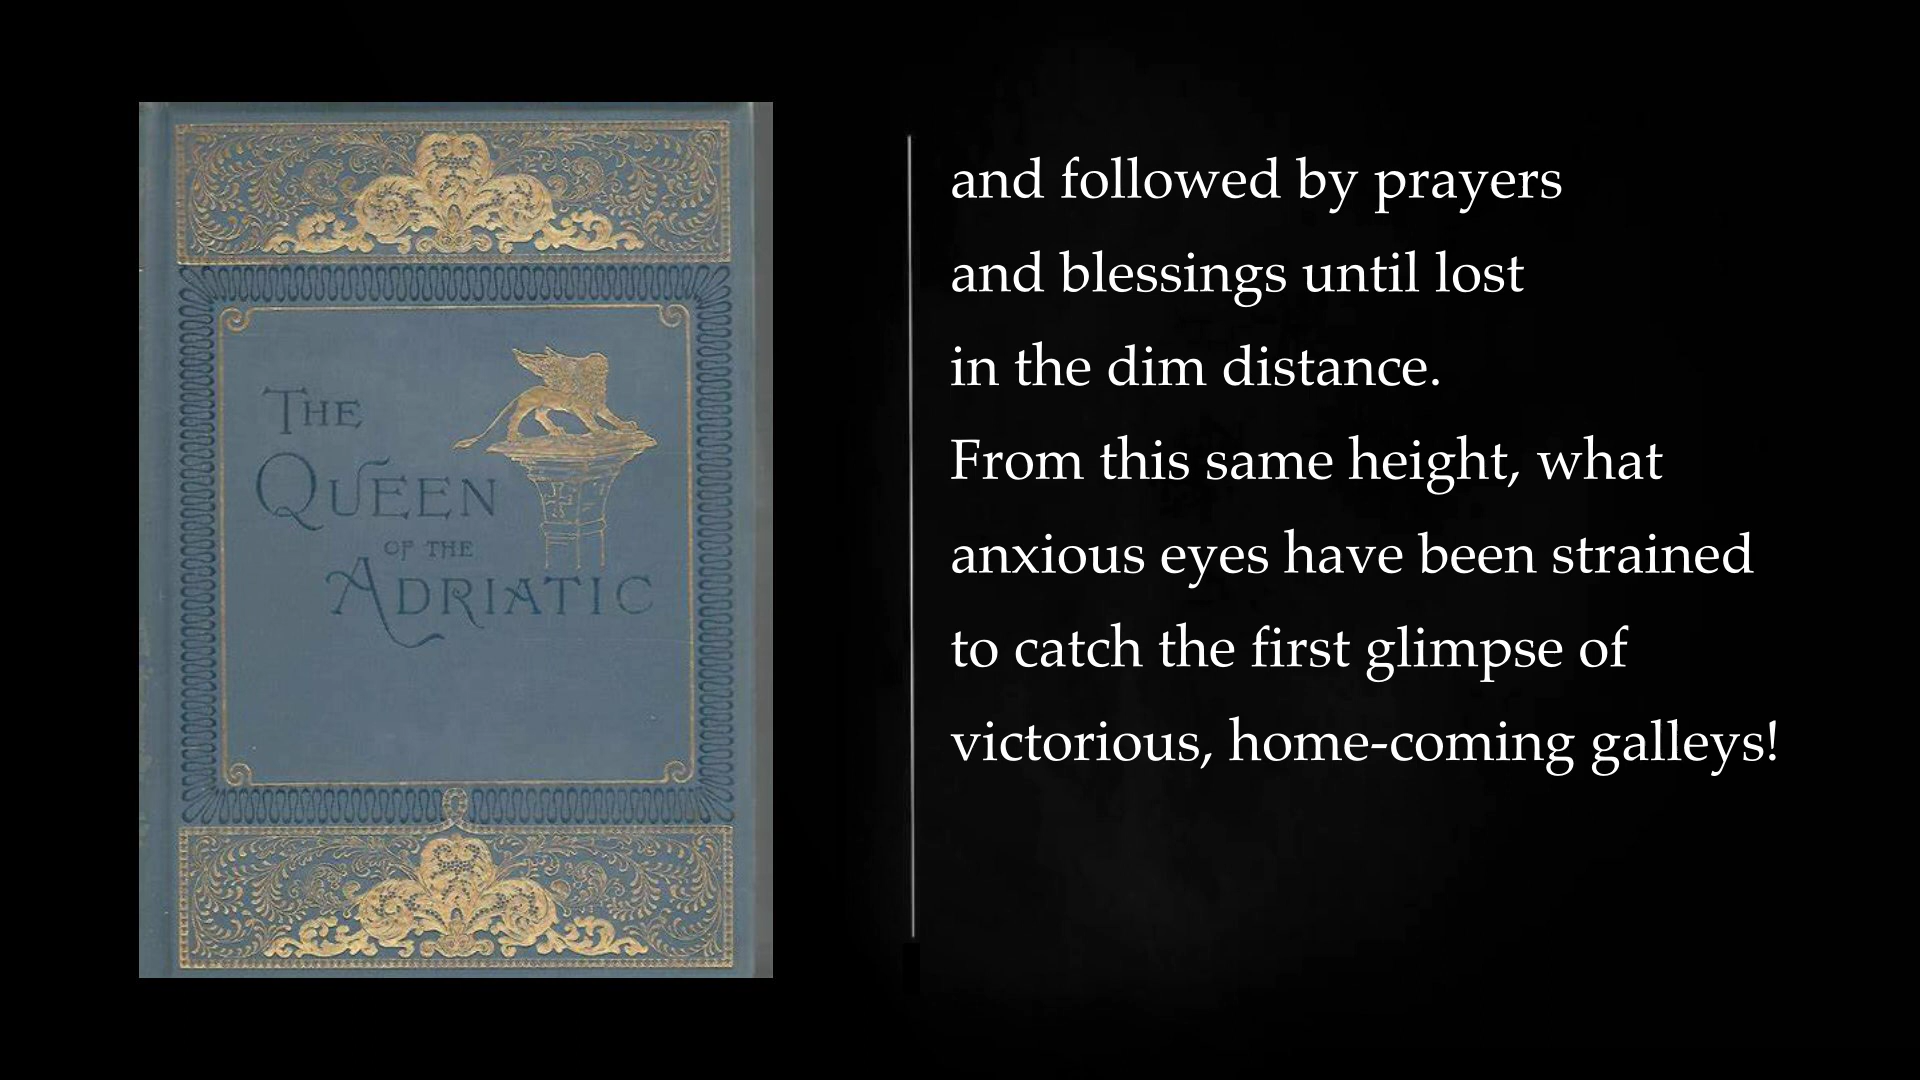 THE
QUEEN
OF THE
ADRIATIC
and followed by prayers
and blessings until lost
in the dim distance.
From this same height, what
anxious eyes have been strained
to catch the first glimpse of
victorious, home-coming galleys!